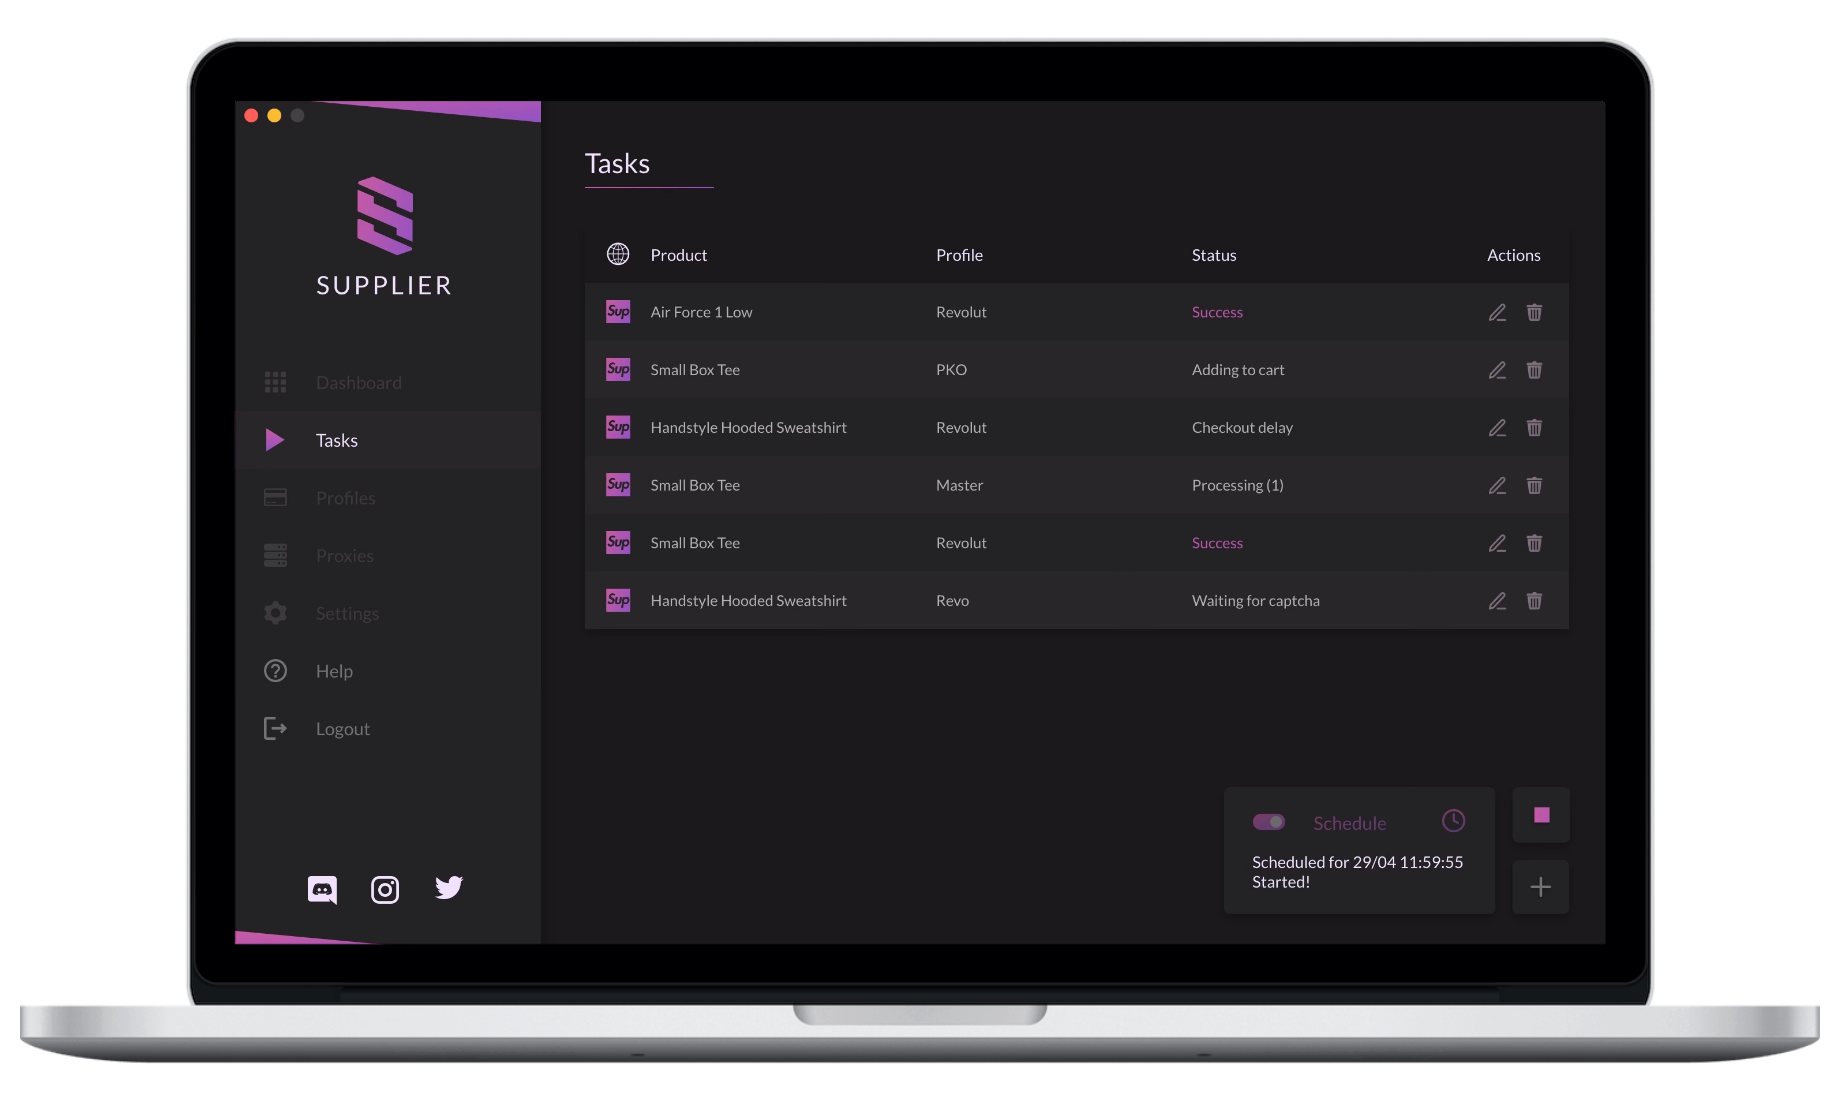 SUPPLIER
Dashboard
Tasks
Profiles
Proxies
Settings
Help
Logout
Tasks
Product Profile Status Actions
Sup Air Force 1 Low Revolut Success
Sup Small Box Tee PKO Adding to cart
Sup Handstyle Hooded Sweatshirt Revolut Checkout delay
Sup Small Box Tee Master Processing (1)
Sup Small Box Tee Revolut Success
Sup Handstyle Hooded Sweatshirt Revo Waiting for captcha
Schedule
Scheduled for 29/04 11:59:55
Started!